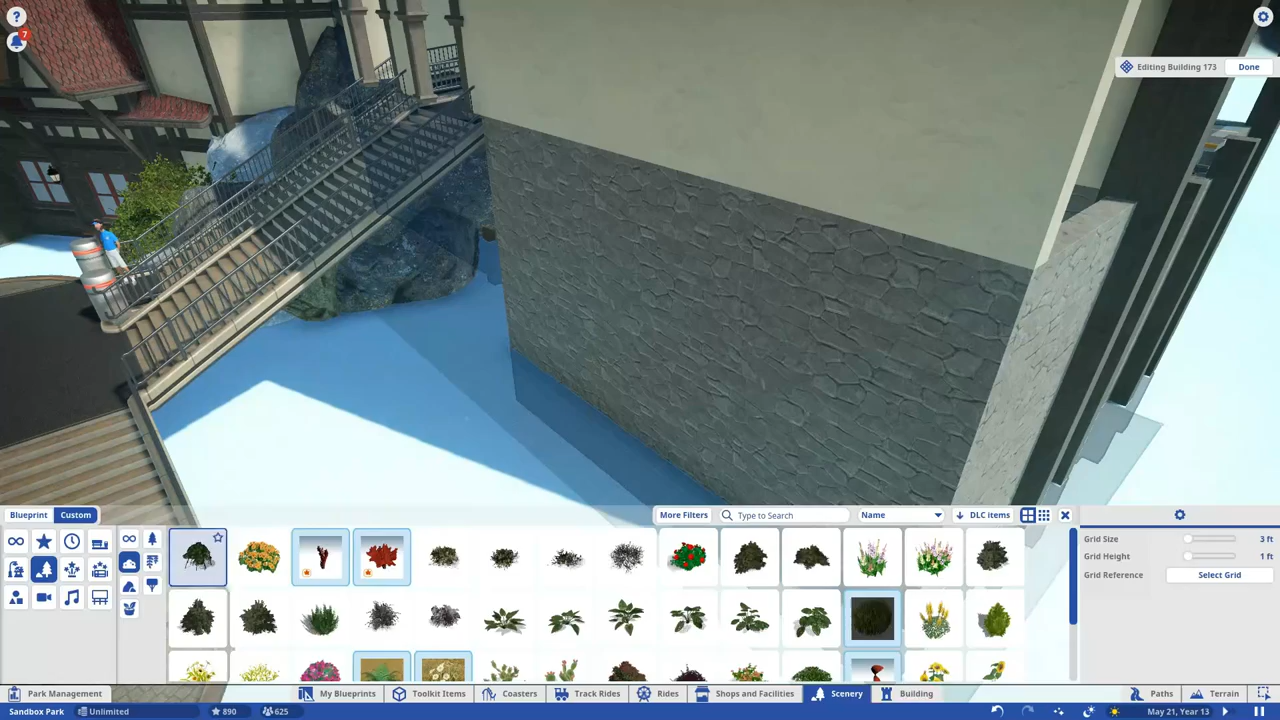 ?
7
Editing Building 173 Done
Blueprint Custom More Filters Type to Search Name DLC items
Grid Size 3 ft
Grid Height 1 ft
Grid Reference Select Grid
Park Management My Blueprints Toolkit Items Coasters Track Rides Rides Shops and Facilities Scenery Building Paths Terrain
Sandbox Park Unlimited 890 625 May 21, Year 13